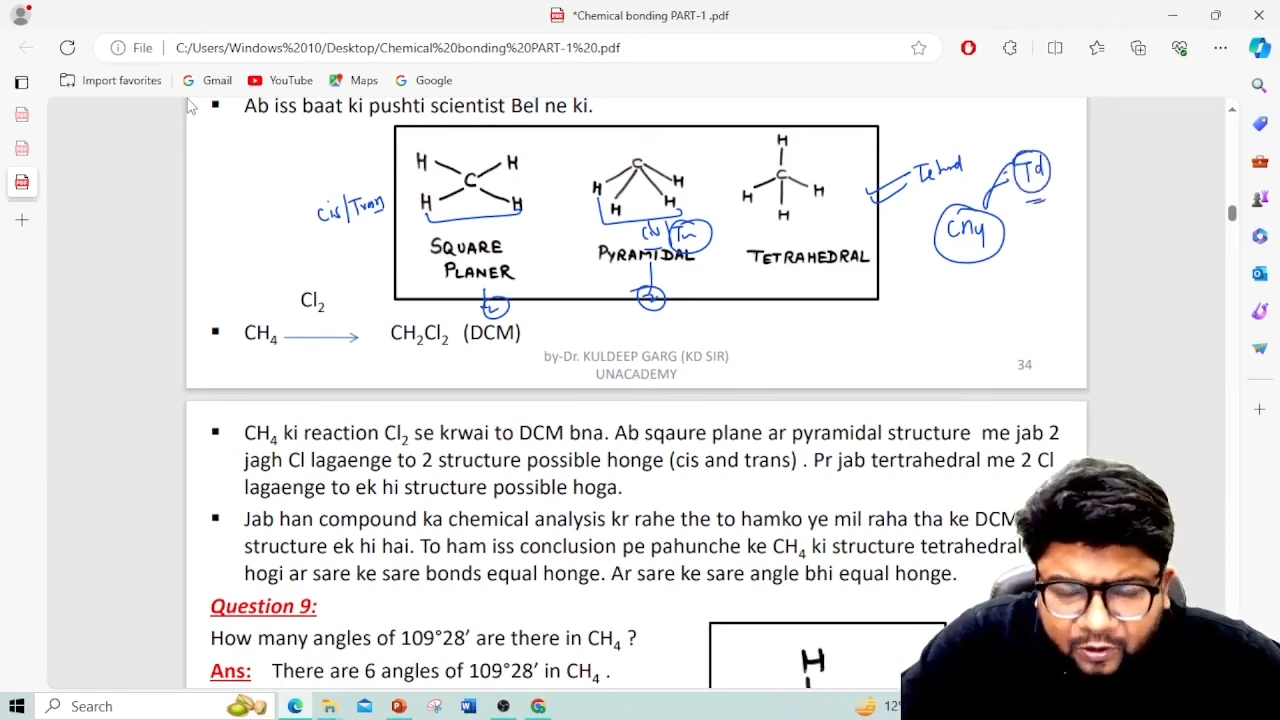 *Chemical bonding PART-1 .pdf
File
C:/Users/Windows%2010/Desktop/Chemical%20bonding%20PART-1%20.pdf
Import favorites
Gmail
YouTube
Maps
Google
Ab iss baat ki pushti scientist Bel ne ki.
H H
C
H H
SQUARE
PLANER
C
H H
H H
PYRAMIDAL
H
C
H H
H
TETRAHEDRAL
Cis/Tran
Td
Cl2
CH4 CH2Cl2 (DCM)
by-Dr. KULDEEP GARG (KD SIR)
UNACADEMY
34
CH4 ki reaction Cl2 se krwai to DCM bna. Ab sqaure plane ar pyramidal structure me jab 2
jagh Cl lagaenge to 2 structure possible honge (cis and trans) . Pr jab tertrahedral me 2 Cl
lagaenge to ek hi structure possible hoga.
Jab han compound ka chemical analysis kr rahe the to hamko ye mil raha tha ke DCM
structure ek hi hai. To ham iss conclusion pe pahunche ke CH4 ki structure tetrahedral
hogi ar sare ke sare bonds equal honge. Ar sare ke sare angle bhi equal honge.
Question 9:
How many angles of 109°28′ are there in CH4 ?
Ans: There are 6 angles of 109°28′ in CH4 .
H
Search
12°